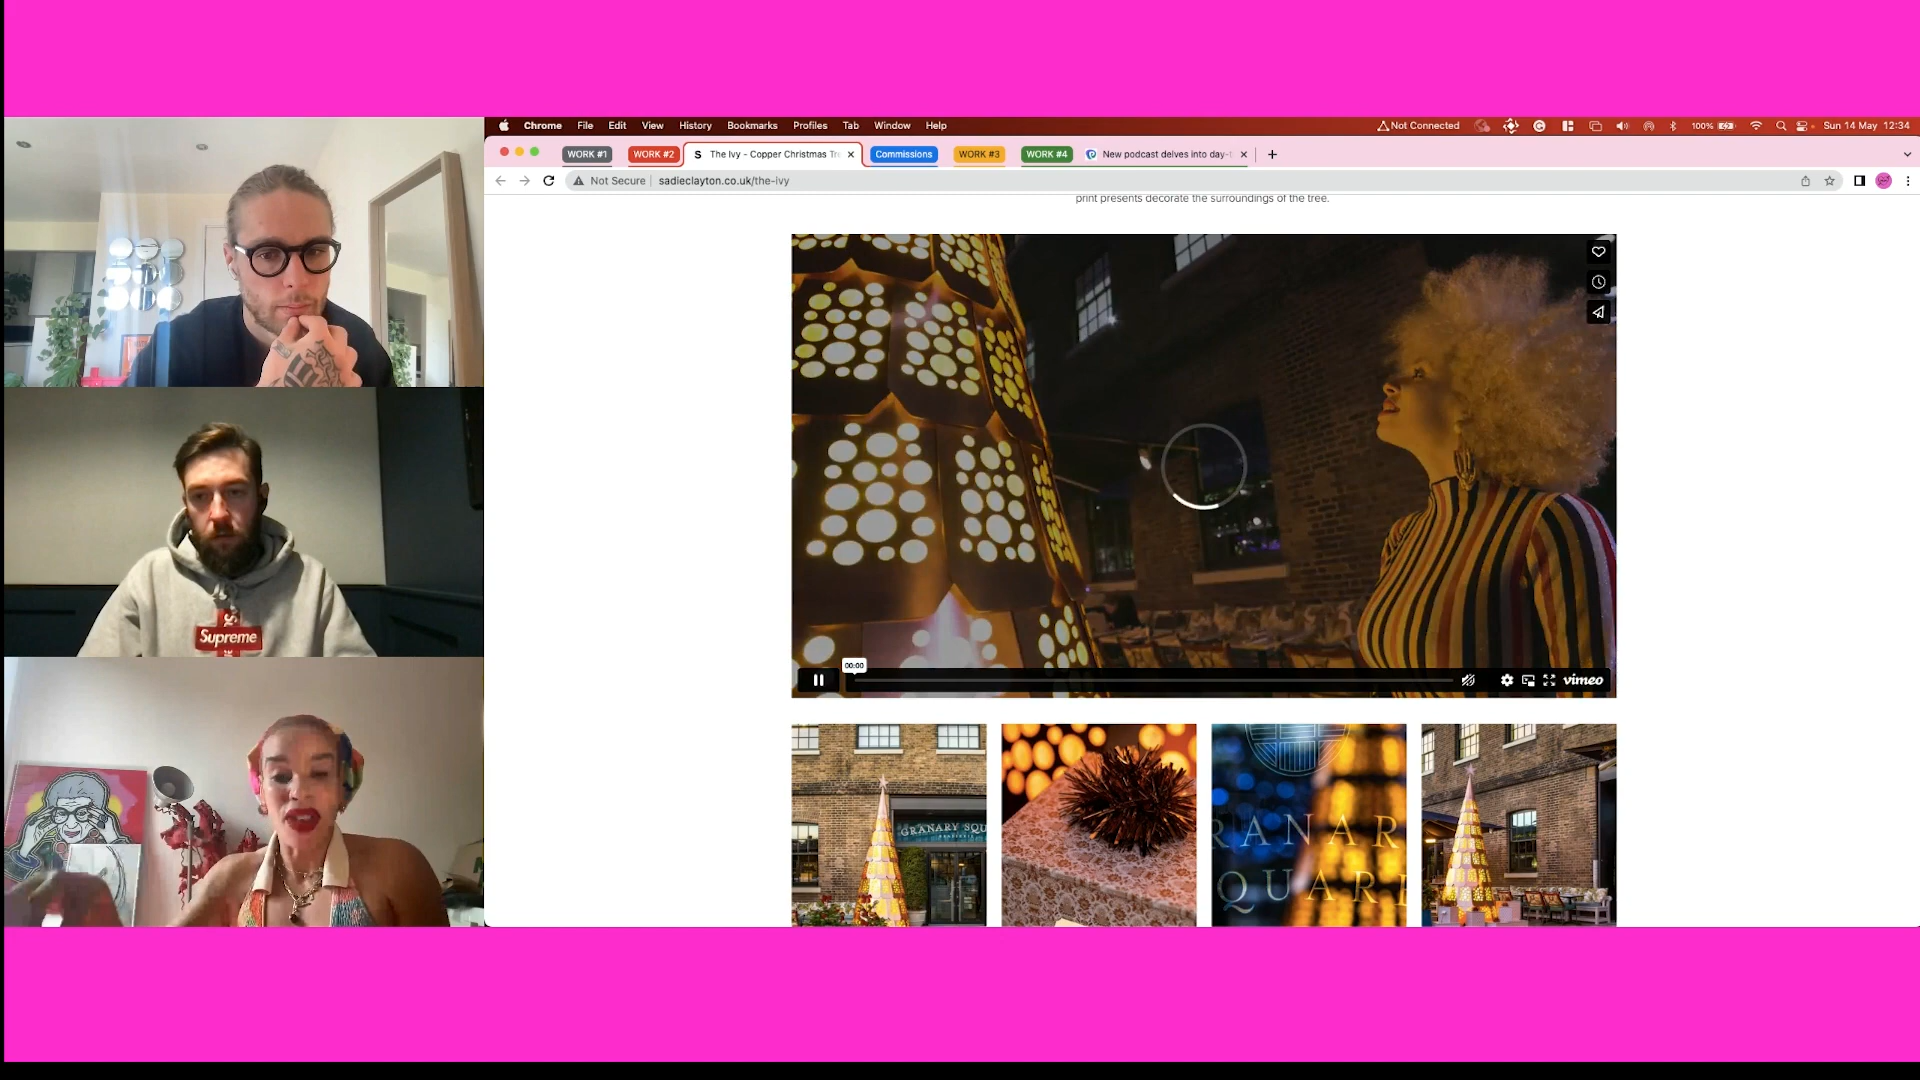 Chrome File Edit View History Bookmarks Profiles Tab Window Help Not Connected 100% Sun 14 May 12:34
WORK #1 WORK #2 S The Ivy - Copper Christmas Tr Commissions WORK #3 WORK #4 New podcast delves into day-t
Not Secure sadieclayton.co.uk/the-ivy
print presents decorate the surroundings of the tree.
Supreme
00:00
vimeo
GRANARY SQU
RANAR
QUAR